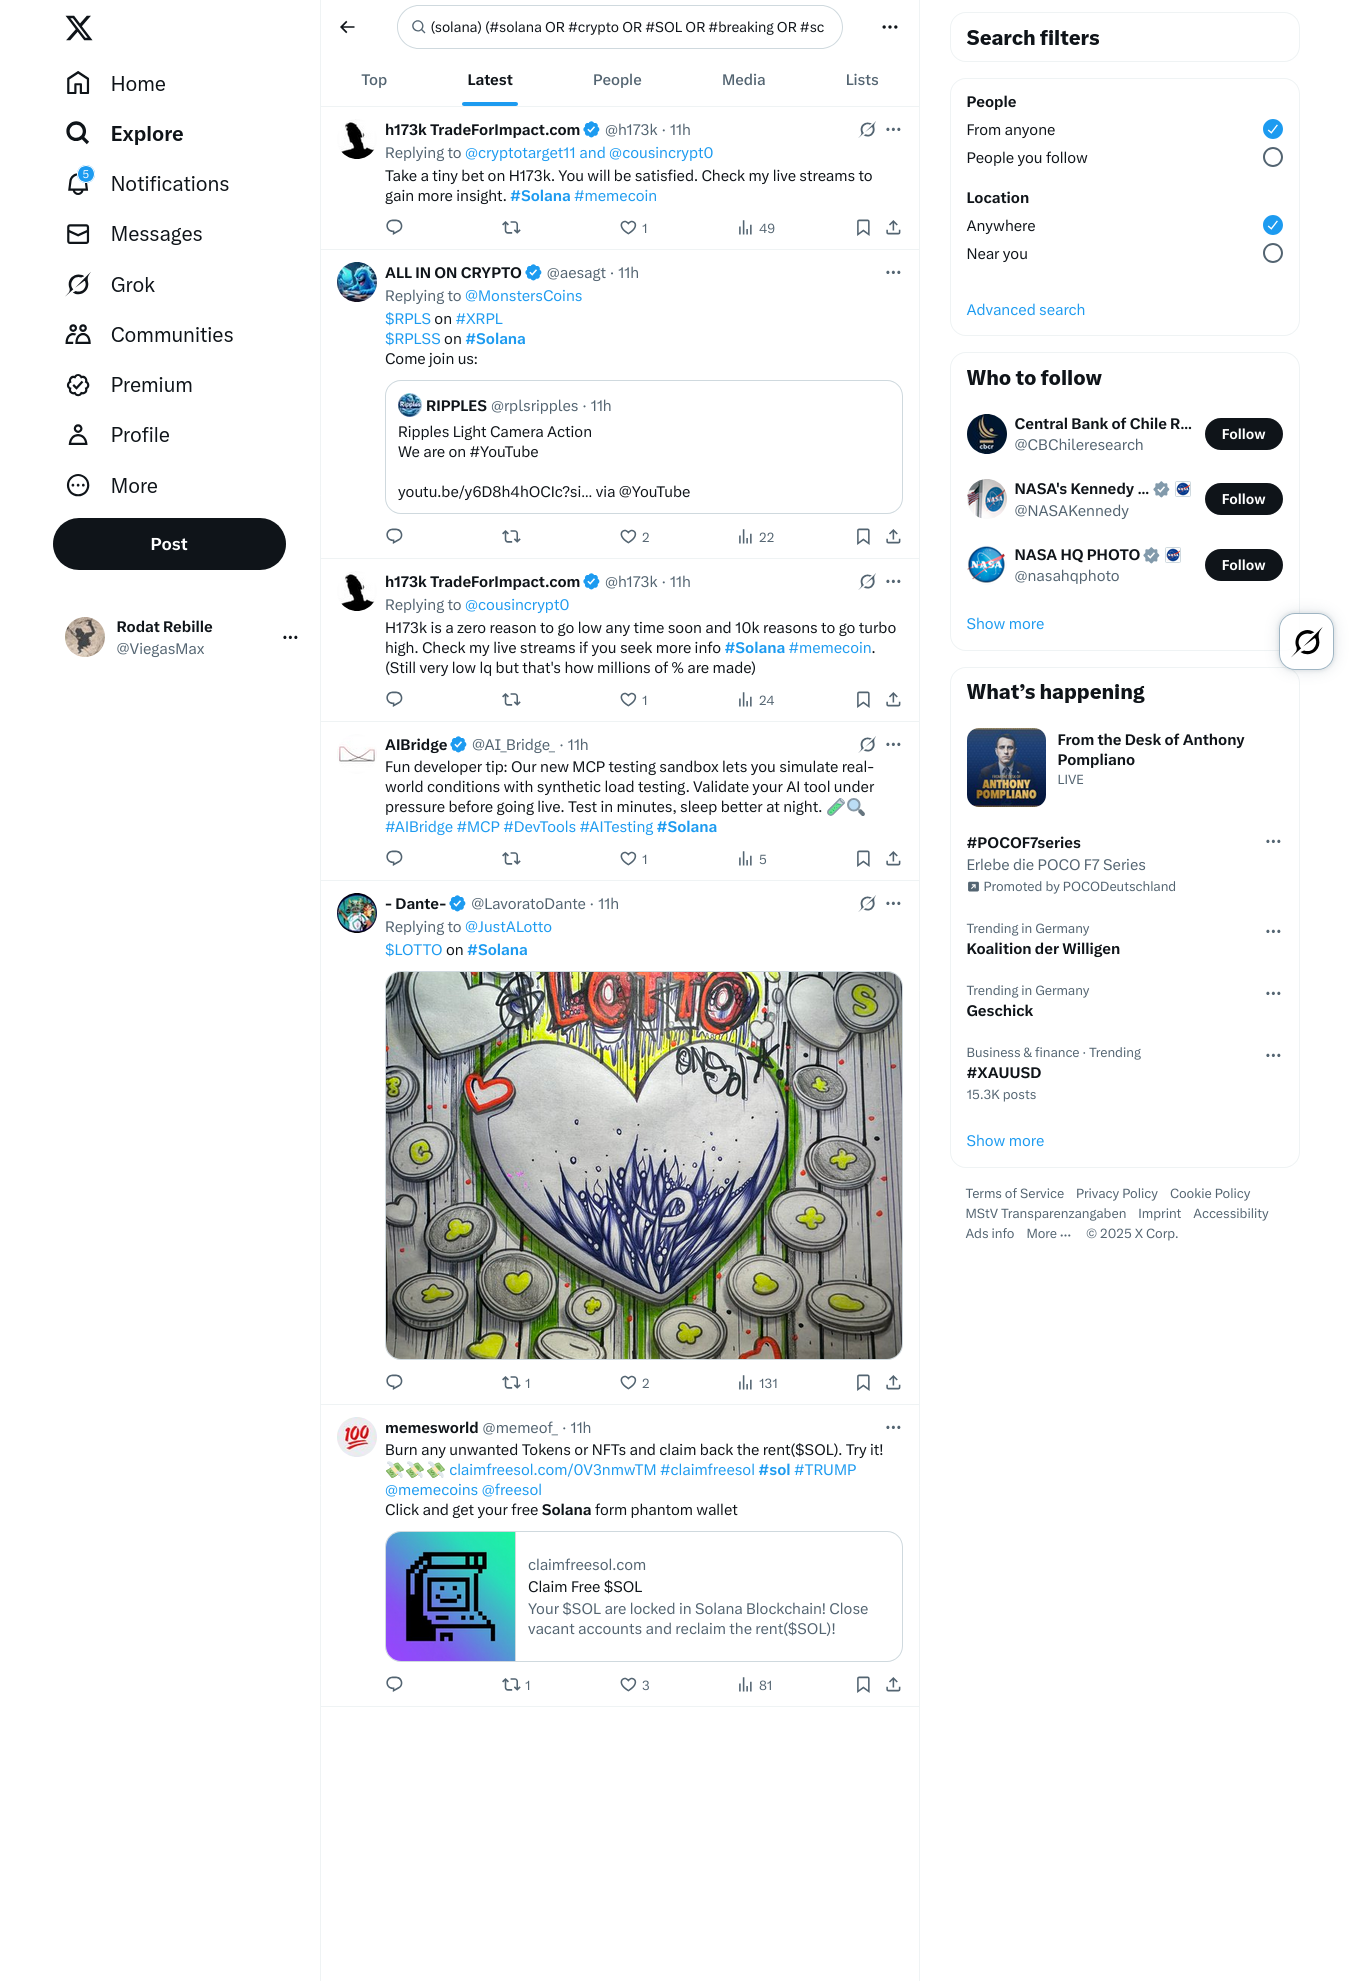 Home
Explore
5
Notifications
Messages
Grok
Communities
Premium
Profile
More
Post
Rodat Rebille
@ViegasMax
(solana) (#solana OR #crypto OR #SOL OR #breaking OR #sc
Top
Latest
People
Media
Lists
h173k TradeForImpact.com @h173k · 11h
Replying to @cryptotarget11 and @cousincrypt0
Take a tiny bet on H173k. You will be satisfied. Check my live streams to
gain more insight. #Solana #memecoin
1
49
ALL IN ON CRYPTO @aesagt · 11h
Replying to @MonstersCoins
$RPLS on #XRPL
$RPLSS on #Solana
Come join us:
Ripples
RIPPLES @rplsripples · 11h
Ripples Light Camera Action
We are on #YouTube
youtu.be/y6D8h4hOCIc?si... via @YouTube
2
22
h173k TradeForImpact.com @h173k · 11h
Replying to @cousincrypt0
H173k is a zero reason to go low any time soon and 10k reasons to go turbo
high. Check my live streams if you seek more info #Solana #memecoin.
(Still very low lq but that's how millions of % are made)
1
24
AIBridge @AI_Bridge_ · 11h
Fun developer tip: Our new MCP testing sandbox lets you simulate real-
world conditions with synthetic load testing. Validate your AI tool under
pressure before going live. Test in minutes, sleep better at night. 🧪🔍
#AIBridge #MCP #DevTools #AITesting #Solana
1
5
- Dante- @LavoratoDante · 11h
Replying to @JustALotto
$LOTTO on #Solana
$LOTTO
S
ON
Sol
1
2
131
100
memesworld @memeof_ · 11h
Burn any unwanted Tokens or NFTs and claim back the rent($SOL). Try it!
💸💸💸 claimfreesol.com/0V3nmwTM #claimfreesol #sol #TRUMP
@memecoins @freesol
Click and get your free Solana form phantom wallet
claimfreesol.com
Claim Free $SOL
Your $SOL are locked in Solana Blockchain! Close
vacant accounts and reclaim the rent($SOL)!
1
3
81
Search filters
People
From anyone
People you follow
Location
Anywhere
Near you
Advanced search
Who to follow
cbcr
Central Bank of Chile R...
@CBChileresearch
Follow
NASA's Kennedy ...
@NASAKennedy
Follow
NASA
NASA HQ PHOTO
@nasahqphoto
Follow
Show more
What's happening
ANTHONY
POMPLIANO
From the Desk of Anthony
Pompliano
LIVE
#POCOF7series
Erlebe die POCO F7 Series
Promoted by POCODeutschland
Trending in Germany
Koalition der Willigen
Trending in Germany
Geschick
Business & finance · Trending
#XAUUSD
15.3K posts
Show more
Terms of Service Privacy Policy Cookie Policy
MStV Transparenzangaben Imprint Accessibility
Ads info More ··· © 2025 X Corp.